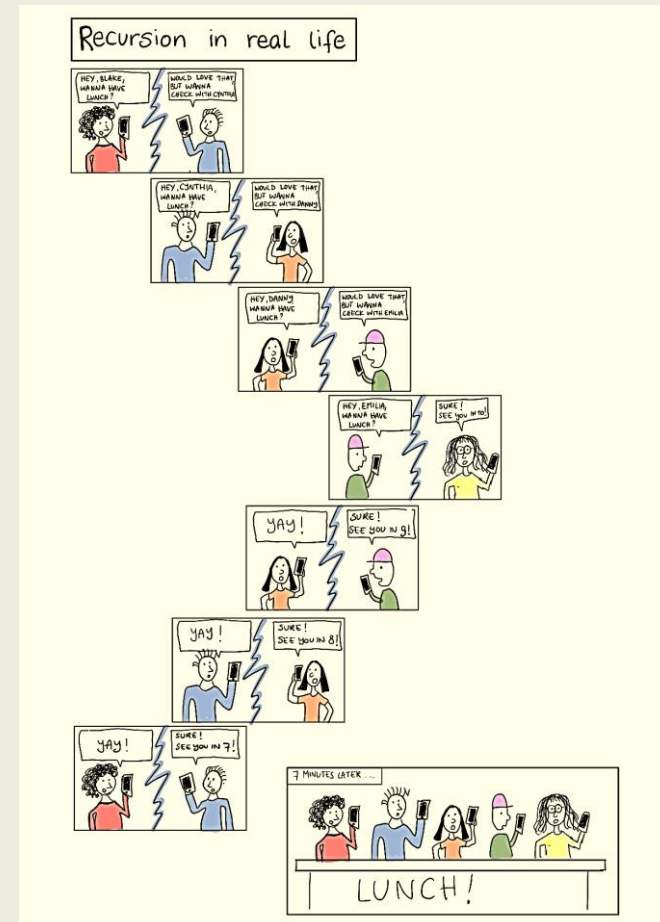 Recursion in real life
HEY, BLAKE,
WANNA HAVE
LUNCH?
WOULD LOVE THAT,
BUT WANNA
CHECK WITH CYNTHIA
HEY, CYNTHIA,
WANNA HAVE
LUNCH?
WOULD LOVE THAT,
BUT WANNA
CHECK WITH DANNY
HEY, DANNY
WANNA HAVE
LUNCH?
WOULD LOVE THAT,
BUT WANNA
CHECK WITH EMILIA
HEY, EMILIA,
WANNA HAVE
LUNCH?
SURE!
SEE YOU IN 10!
YAY!
SURE!
SEE YOU IN 9!
YAY!
SURE!
SEE YOU IN 8!
YAY!
SURE!
SEE YOU IN 7!
7 MINUTES LATER ...
LUNCH!